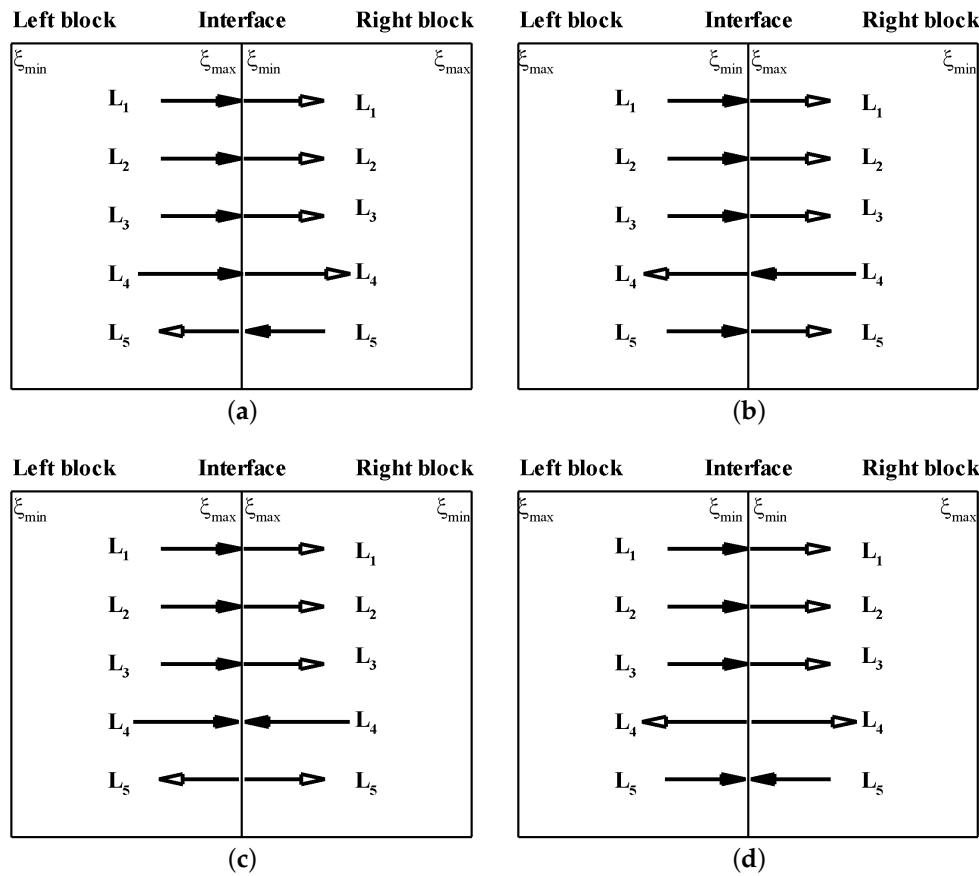 Left block Interface Right block
ξmin ξmax ξmin ξmax
L1 L1
L2 L2
L3 L3
L4 L4
L5 L5
(a)
Left block Interface Right block
ξmax ξmin ξmax ξmin
L1 L1
L2 L2
L3 L3
L4 L4
L5 L5
(b)
Left block Interface Right block
ξmin ξmax ξmax ξmin
L1 L1
L2 L2
L3 L3
L4 L4
L5 L5
(c)
Left block Interface Right block
ξmax ξmin ξmin ξmax
L1 L1
L2 L2
L3 L3
L4 L4
L5 L5
(d)